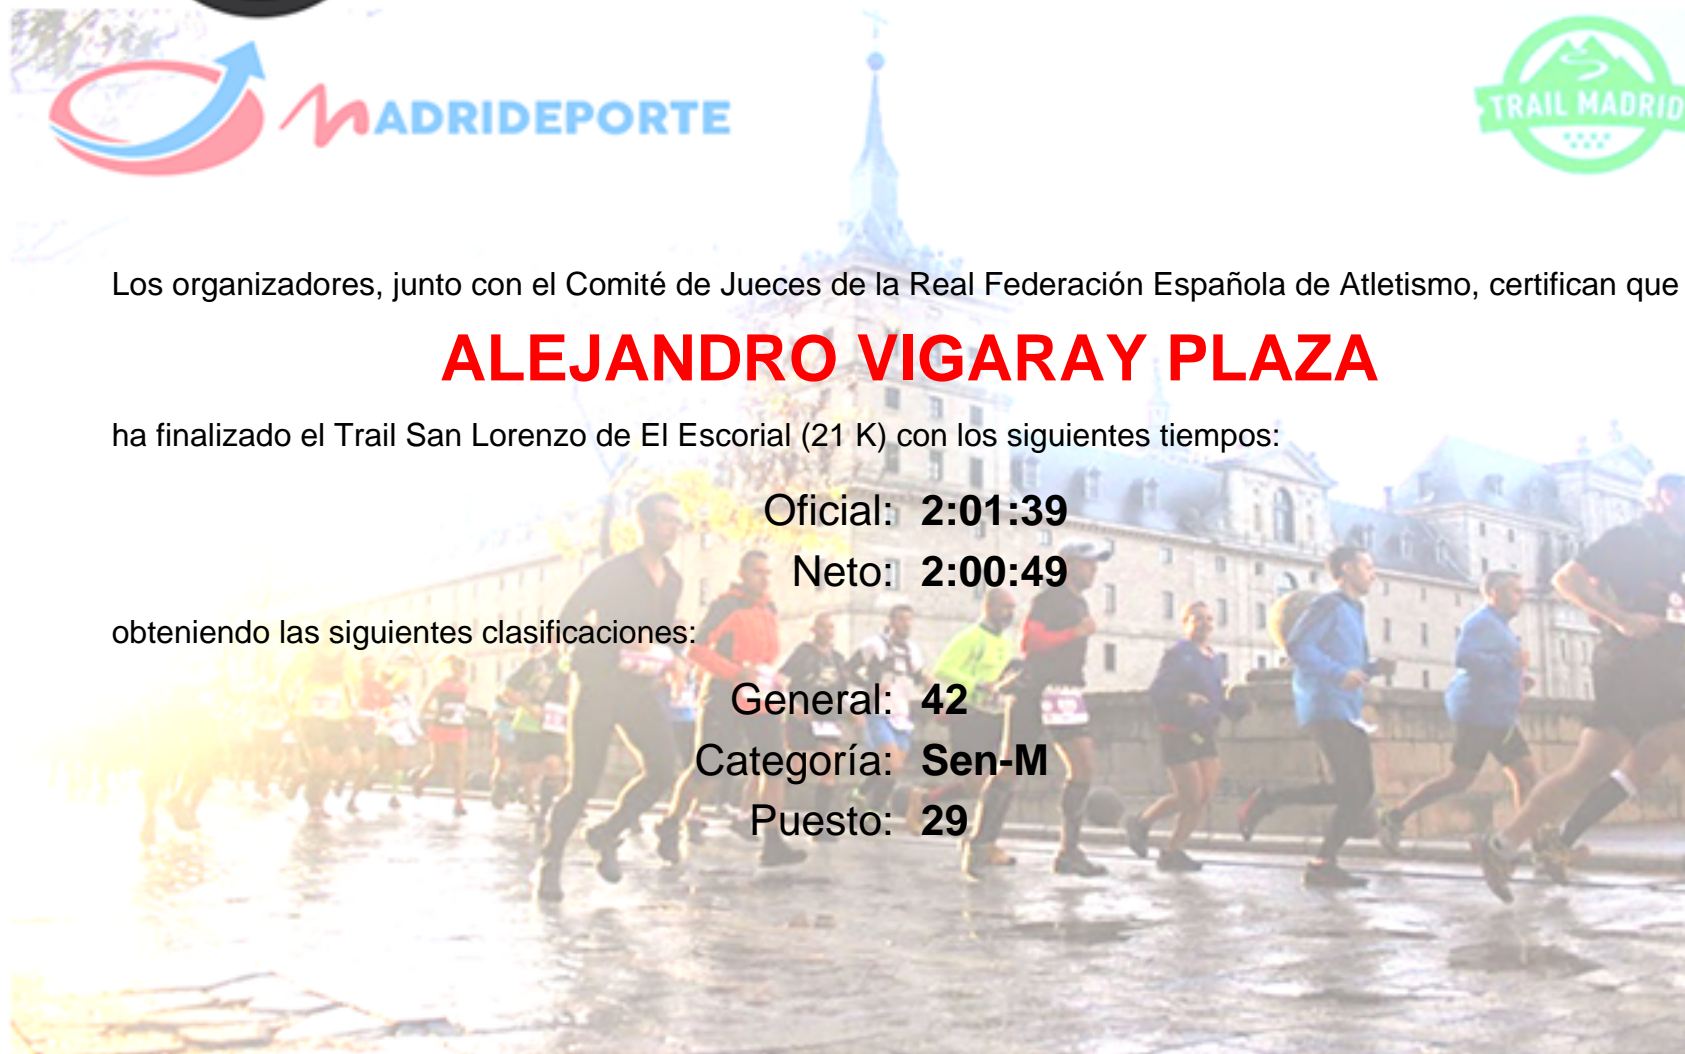 MADRIDEPORTE
TRAIL MADRID
Los organizadores, junto con el Comité de Jueces de la Real Federación Española de Atletismo, certifican que
ALEJANDRO VIGARAY PLAZA
ha finalizado el Trail San Lorenzo de El Escorial (21 K) con los siguientes tiempos:
Oficial: 2:01:39
Neto: 2:00:49
obteniendo las siguientes clasificaciones:
General: 42
Categoría: Sen-M
Puesto: 29